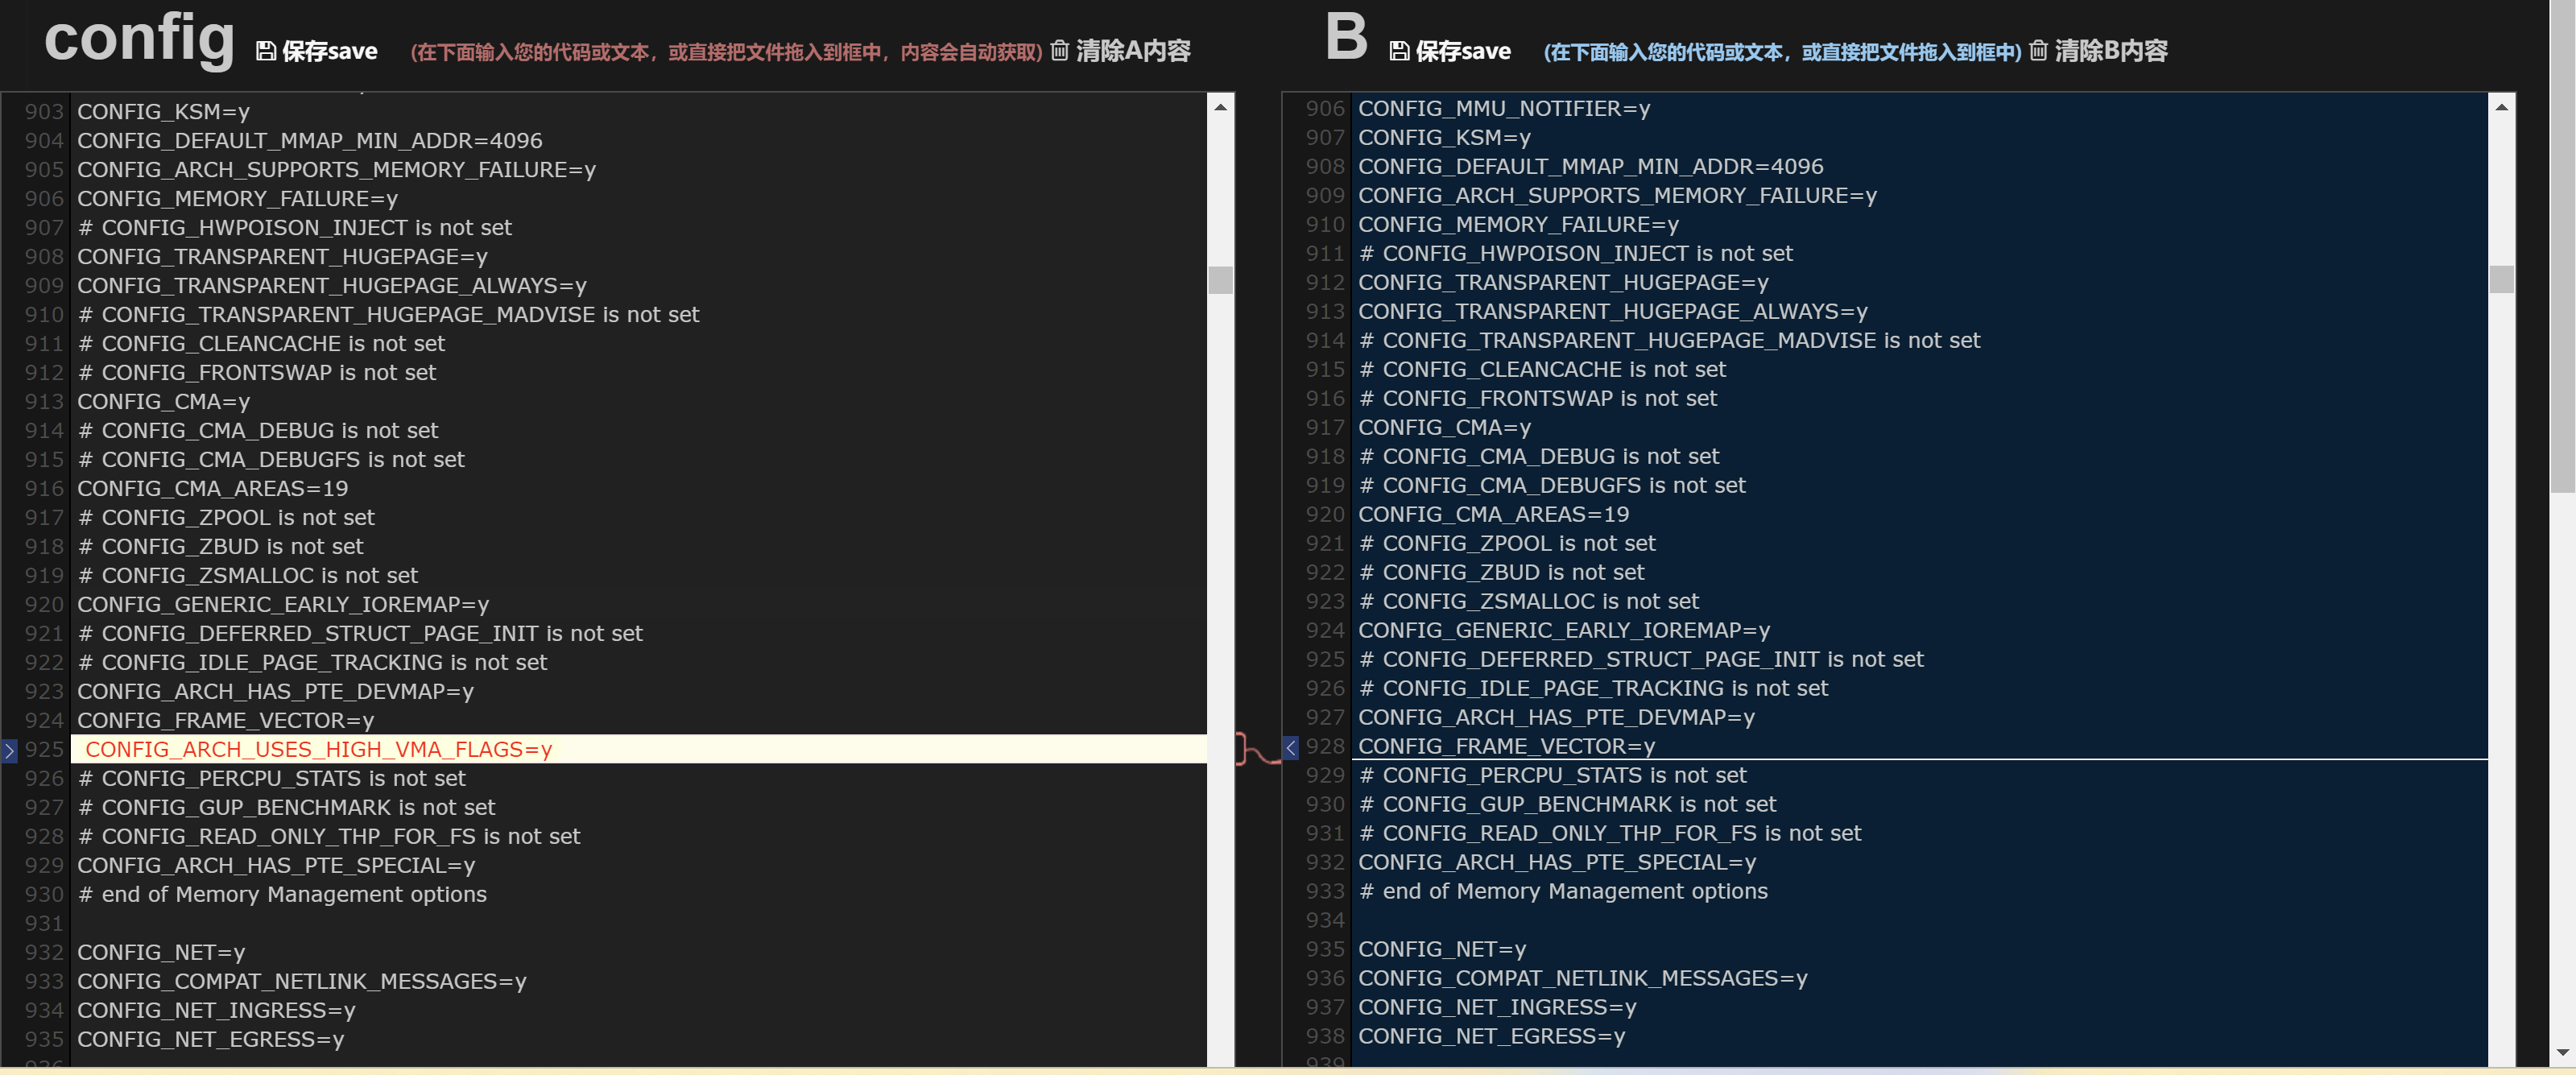 config 保存save (在下面输入您的代码或文本，或直接把文件拖入到框中，内容会自动获取) 清除A内容
903 CONFIG_KSM=y
904 CONFIG_DEFAULT_MMAP_MIN_ADDR=4096
905 CONFIG_ARCH_SUPPORTS_MEMORY_FAILURE=y
906 CONFIG_MEMORY_FAILURE=y
907 # CONFIG_HWPOISON_INJECT is not set
908 CONFIG_TRANSPARENT_HUGEPAGE=y
909 CONFIG_TRANSPARENT_HUGEPAGE_ALWAYS=y
910 # CONFIG_TRANSPARENT_HUGEPAGE_MADVISE is not set
911 # CONFIG_CLEANCACHE is not set
912 # CONFIG_FRONTSWAP is not set
913 CONFIG_CMA=y
914 # CONFIG_CMA_DEBUG is not set
915 # CONFIG_CMA_DEBUGFS is not set
916 CONFIG_CMA_AREAS=19
917 # CONFIG_ZPOOL is not set
918 # CONFIG_ZBUD is not set
919 # CONFIG_ZSMALLOC is not set
920 CONFIG_GENERIC_EARLY_IOREMAP=y
921 # CONFIG_DEFERRED_STRUCT_PAGE_INIT is not set
922 # CONFIG_IDLE_PAGE_TRACKING is not set
923 CONFIG_ARCH_HAS_PTE_DEVMAP=y
924 CONFIG_FRAME_VECTOR=y
925 CONFIG_ARCH_USES_HIGH_VMA_FLAGS=y
926 # CONFIG_PERCPU_STATS is not set
927 # CONFIG_GUP_BENCHMARK is not set
928 # CONFIG_READ_ONLY_THP_FOR_FS is not set
929 CONFIG_ARCH_HAS_PTE_SPECIAL=y
930 # end of Memory Management options
931
932 CONFIG_NET=y
933 CONFIG_COMPAT_NETLINK_MESSAGES=y
934 CONFIG_NET_INGRESS=y
935 CONFIG_NET_EGRESS=y
936
B 保存save (在下面输入您的代码或文本，或直接把文件拖入到框中) 清除B内容
906 CONFIG_MMU_NOTIFIER=y
907 CONFIG_KSM=y
908 CONFIG_DEFAULT_MMAP_MIN_ADDR=4096
909 CONFIG_ARCH_SUPPORTS_MEMORY_FAILURE=y
910 CONFIG_MEMORY_FAILURE=y
911 # CONFIG_HWPOISON_INJECT is not set
912 CONFIG_TRANSPARENT_HUGEPAGE=y
913 CONFIG_TRANSPARENT_HUGEPAGE_ALWAYS=y
914 # CONFIG_TRANSPARENT_HUGEPAGE_MADVISE is not set
915 # CONFIG_CLEANCACHE is not set
916 # CONFIG_FRONTSWAP is not set
917 CONFIG_CMA=y
918 # CONFIG_CMA_DEBUG is not set
919 # CONFIG_CMA_DEBUGFS is not set
920 CONFIG_CMA_AREAS=19
921 # CONFIG_ZPOOL is not set
922 # CONFIG_ZBUD is not set
923 # CONFIG_ZSMALLOC is not set
924 CONFIG_GENERIC_EARLY_IOREMAP=y
925 # CONFIG_DEFERRED_STRUCT_PAGE_INIT is not set
926 # CONFIG_IDLE_PAGE_TRACKING is not set
927 CONFIG_ARCH_HAS_PTE_DEVMAP=y
928 CONFIG_FRAME_VECTOR=y
929 # CONFIG_PERCPU_STATS is not set
930 # CONFIG_GUP_BENCHMARK is not set
931 # CONFIG_READ_ONLY_THP_FOR_FS is not set
932 CONFIG_ARCH_HAS_PTE_SPECIAL=y
933 # end of Memory Management options
934
935 CONFIG_NET=y
936 CONFIG_COMPAT_NETLINK_MESSAGES=y
937 CONFIG_NET_INGRESS=y
938 CONFIG_NET_EGRESS=y
939